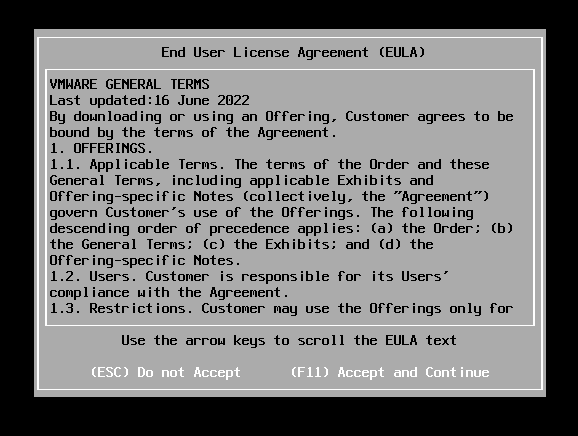 End User License Agreement (EULA)
VMWARE GENERAL TERMS
Last updated:16 June 2022
By downloading or using an Offering, Customer agrees to be
bound by the terms of the Agreement.
1. OFFERINGS.
1.1. Applicable Terms. The terms of the Order and these
General Terms, including applicable Exhibits and
Offering-specific Notes (collectively, the "Agreement")
govern Customer's use of the Offerings. The following
descending order of precedence applies: (a) the Order; (b)
the General Terms; (c) the Exhibits; and (d) the
Offering-specific Notes.
1.2. Users. Customer is responsible for its Users'
compliance with the Agreement.
1.3. Restrictions. Customer may use the Offerings only for
Use the arrow keys to scroll the EULA text
(ESC) Do not Accept (F11) Accept and Continue